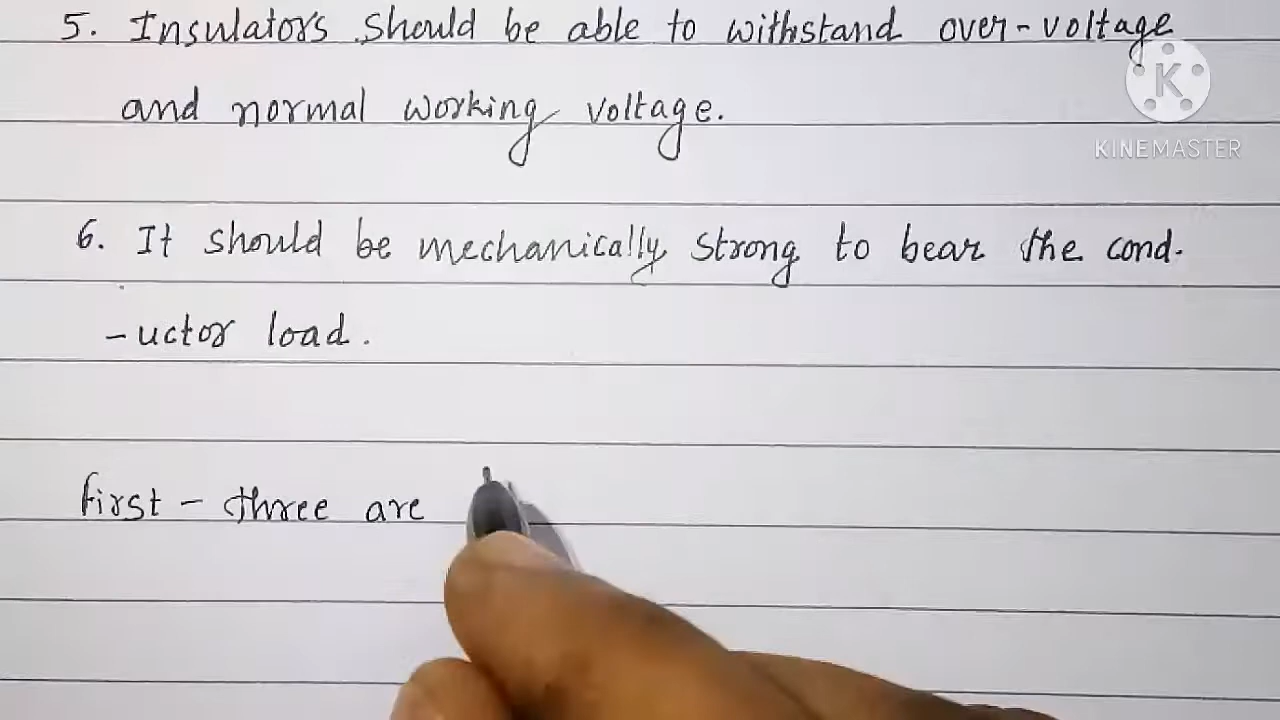 5. Insulators should be able to withstand over-voltage
and normal working voltage.
K
KINEMASTER
6. It should be mechanically strong to bear the cond-
-uctor load.
first - three are